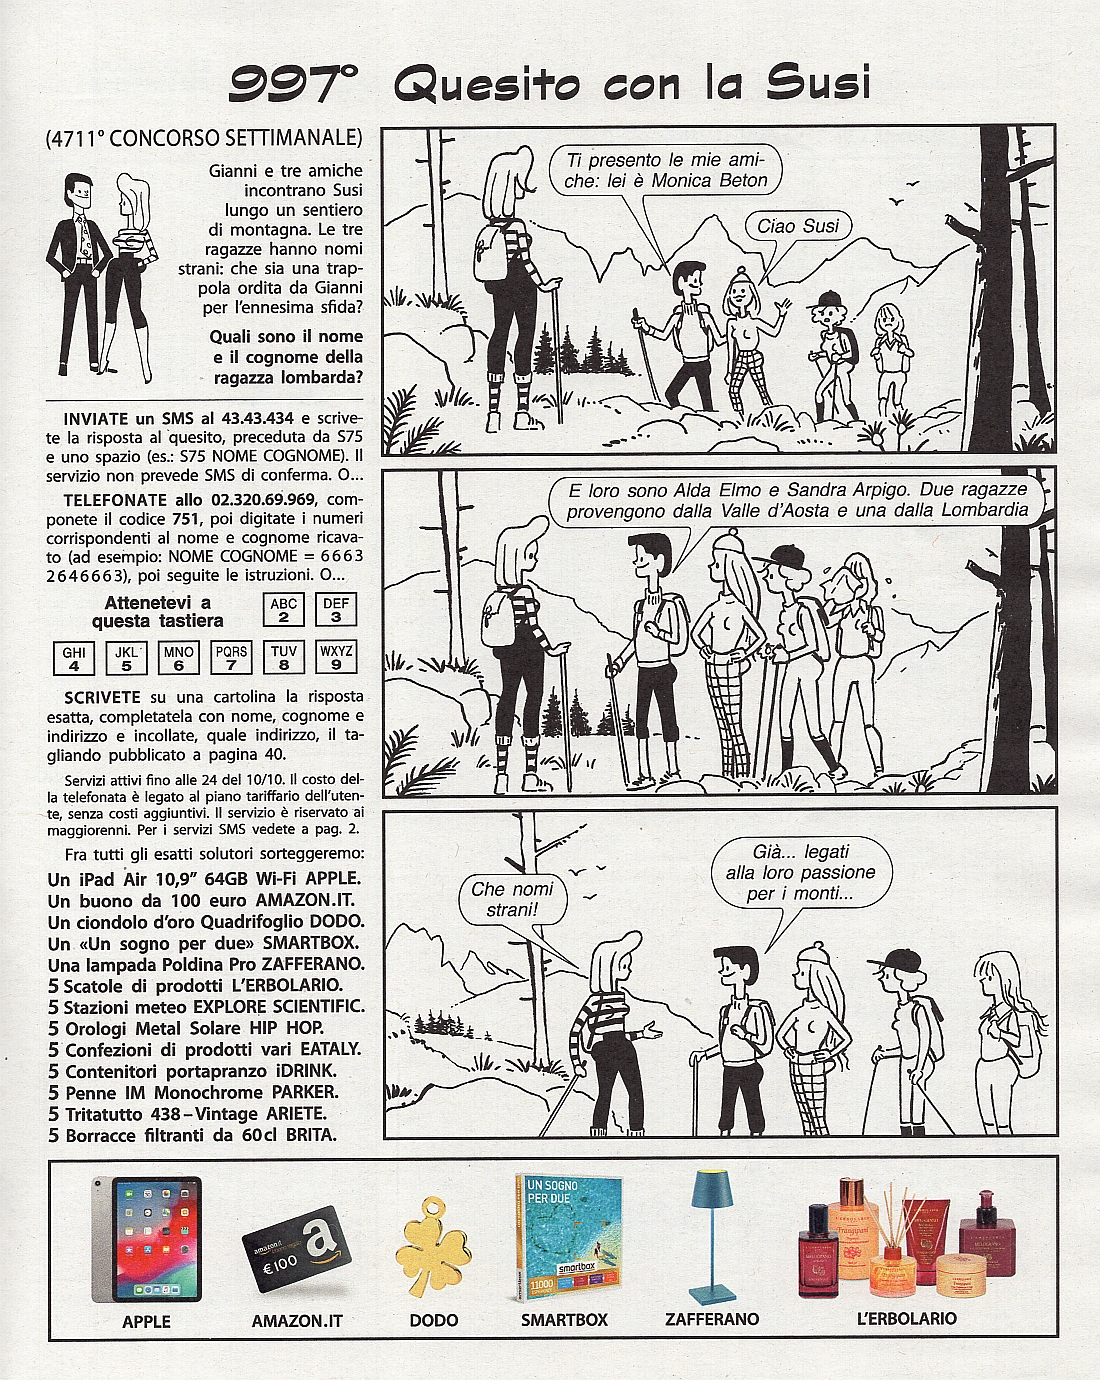 997° Quesito con la Susi
(4711° CONCORSO SETTIMANALE)
Gianni e tre amiche
incontrano Susi
lungo un sentiero
di montagna. Le tre
ragazze hanno nomi
strani: che sia una trap-
pola ordita da Gianni
per l'ennesima sfida?
Quali sono il nome
e il cognome della
ragazza lombarda?
INVIATE un SMS al 43.43.434 e scrive-
te la risposta al quesito, preceduta da S75
e uno spazio (es.: S75 NOME COGNOME). Il
servizio non prevede SMS di conferma. O...
TELEFONATE allo 02.320.69.969, com-
ponete il codice 751, poi digitate i numeri
corrispondenti al nome e cognome ricava-
to (ad esempio: NOME COGNOME = 6663
2646663), poi seguite le istruzioni. O...
Attenetevi a
questa tastiera
ABC
2
DEF
3
GHI
4
JKL
5
MNO
6
PQRS
7
TUV
8
WXYZ
9
SCRIVETE su una cartolina la risposta
esatta, completatela con nome, cognome e
indirizzo e incollate, quale indirizzo, il ta-
gliando pubblicato a pagina 40.
Servizi attivi fino alle 24 del 10/10. Il costo del-
la telefonata è legato al piano tariffario dell'uten-
te, senza costi aggiuntivi. Il servizio è riservato ai
maggiorenni. Per i servizi SMS vedete a pag. 2.
Fra tutti gli esatti solutori sorteggeremo:
Un iPad Air 10,9" 64GB Wi-Fi APPLE.
Un buono da 100 euro AMAZON.IT.
Un ciondolo d'oro Quadrifoglio DODO.
Un «Un sogno per due» SMARTBOX.
Una lampada Poldina Pro ZAFFERANO.
5 Scatole di prodotti L'ERBOLARIO.
5 Stazioni meteo EXPLORE SCIENTIFIC.
5 Orologi Metal Solare HIP HOP.
5 Confezioni di prodotti vari EATALY.
5 Contenitori portapranzo iDRINK.
5 Penne IM Monochrome PARKER.
5 Tritatutto 438–Vintage ARIETE.
5 Borracce filtranti da 60cl BRITA.
Ti presento le mie ami-
che: lei è Monica Beton
Ciao Susi
E loro sono Alda Elmo e Sandra Arpigo. Due ragazze
provengono dalla Valle d'Aosta e una dalla Lombardia
Che nomi
strani!
Già... legati
alla loro passione
per i monti...
amazon.it
a
€100
UN SOGNO
PER DUE
smartbox
11000
Frangipani
APPLE
AMAZON.IT
DODO
SMARTBOX
ZAFFERANO
L'ERBOLARIO